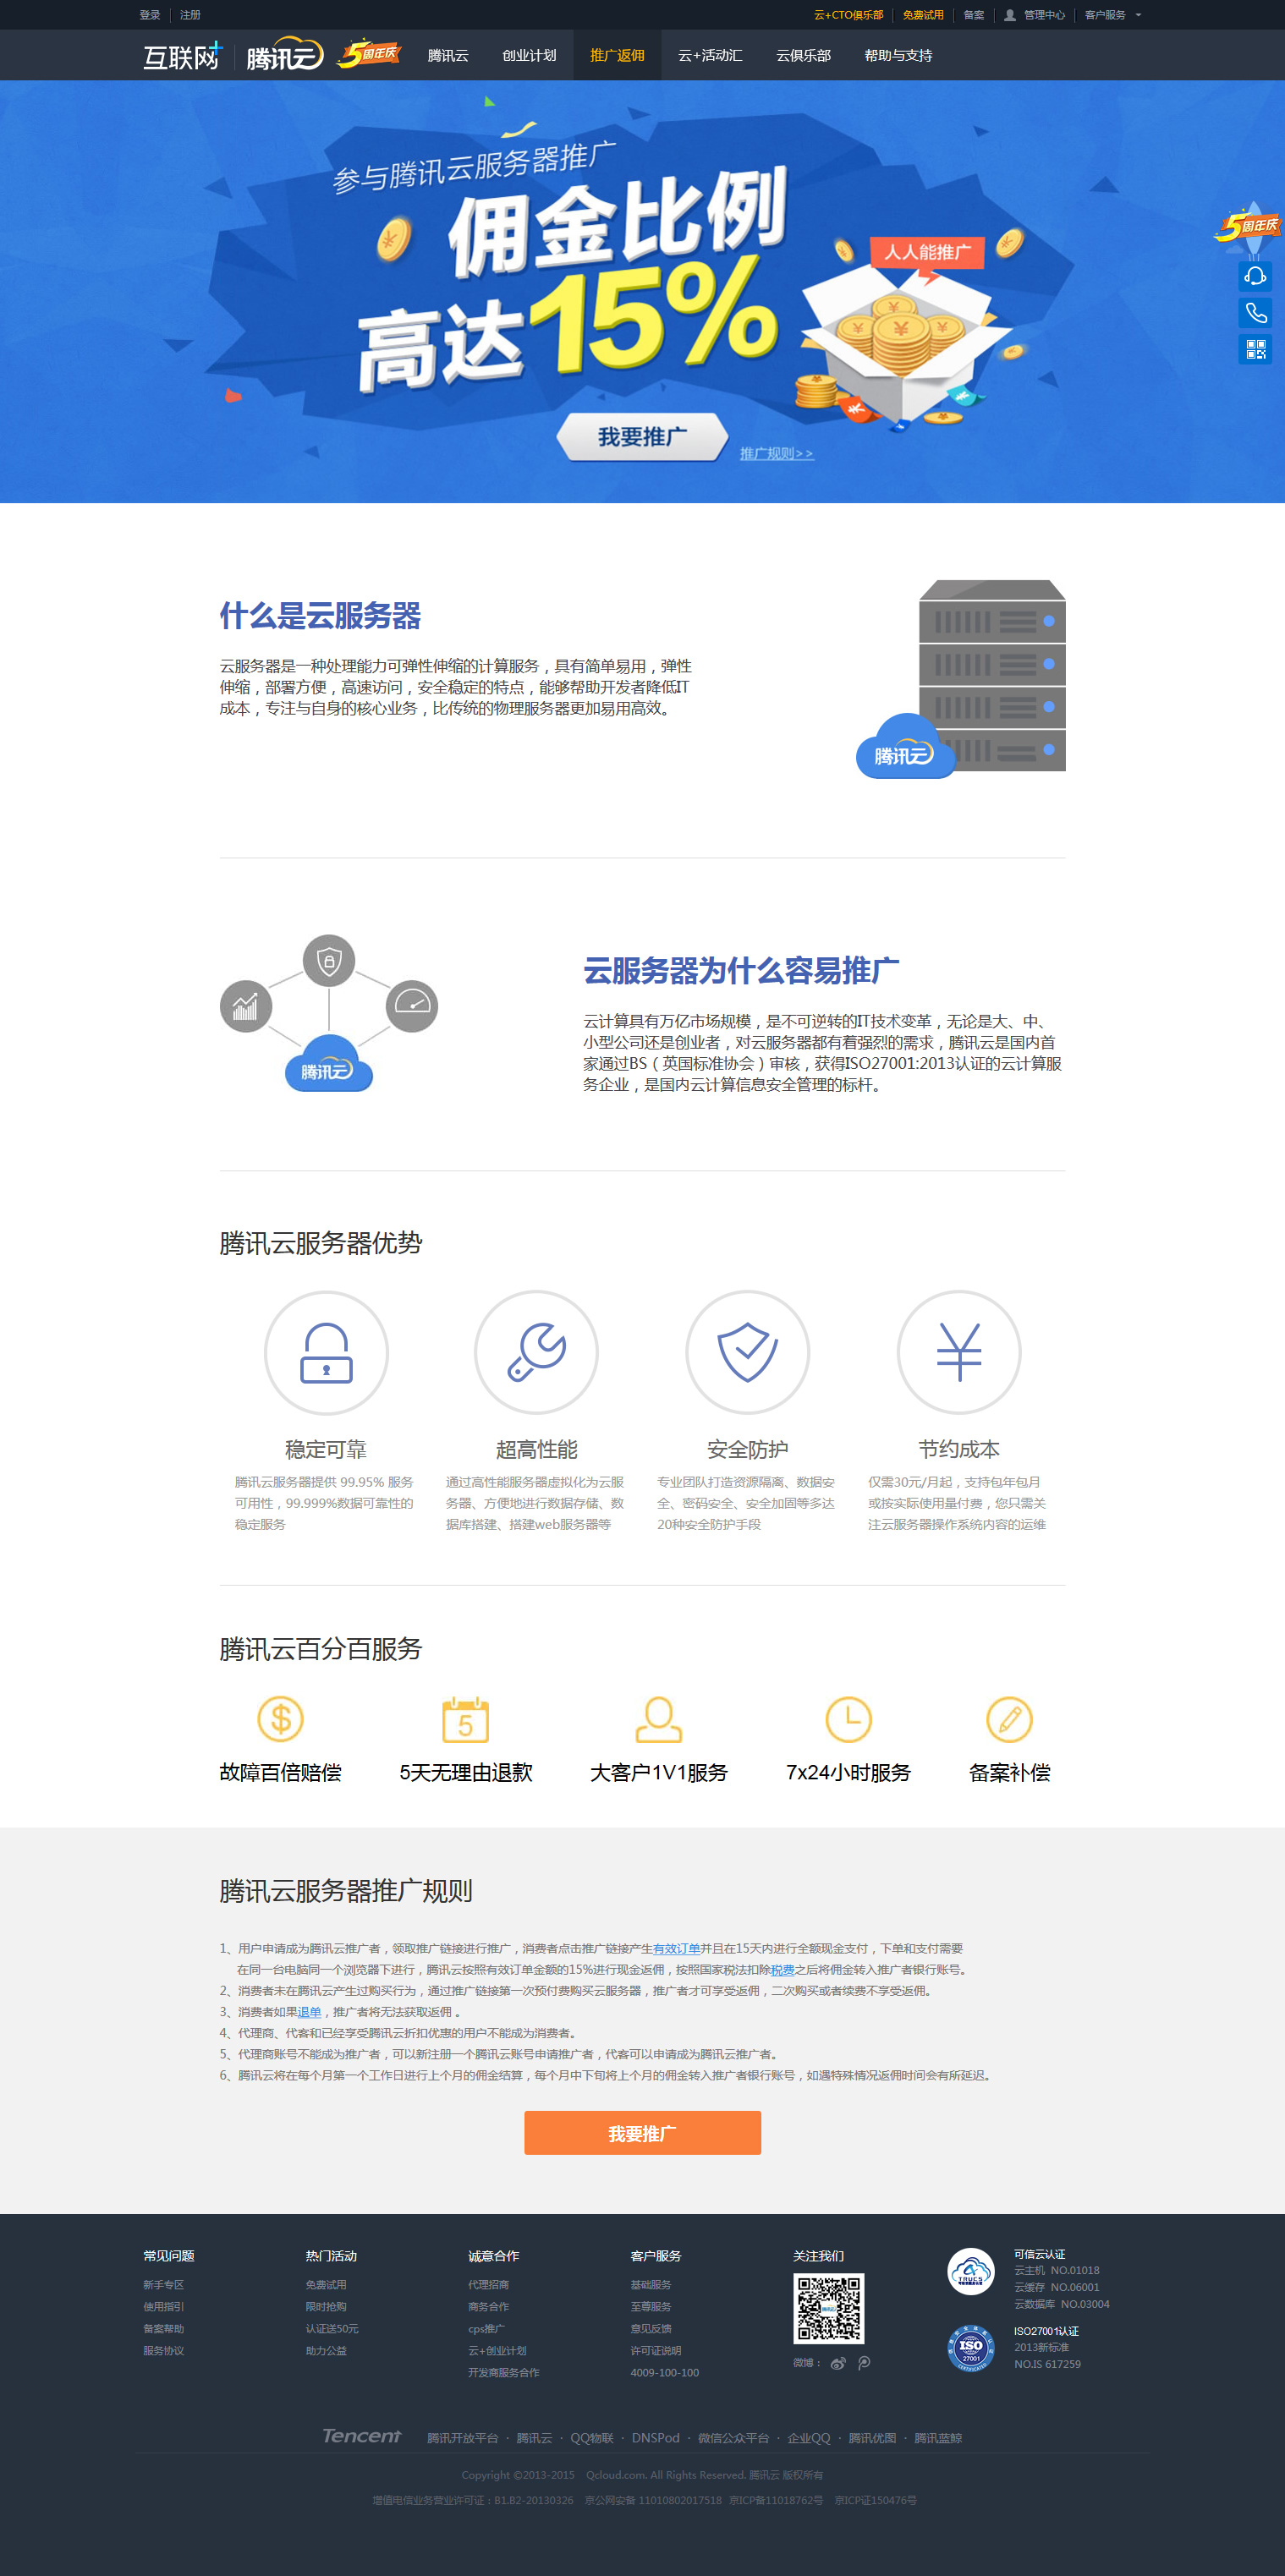 登录 注册 云+CTO俱乐部 免费试用 备案 管理中心 客户服务
互联网+ 腾讯云 5周年庆 腾讯云 创业计划 推广返佣 云+活动汇 云俱乐部 帮助与支持
参与腾讯云服务器推广
佣金比例
高达15%
人人能推广
5周年庆
我要推广
推广规则>>
什么是云服务器
云服务器是一种处理能力可弹性伸缩的计算服务，具有简单易用，弹性
伸缩，部署方便，高速访问，安全稳定的特点，能够帮助开发者降低IT
成本，专注与自身的核心业务，比传统的物理服务器更加易用高效。
腾讯云
云服务器为什么容易推广
云计算具有万亿市场规模，是不可逆转的IT技术变革，无论是大、中、
小型公司还是创业者，对云服务器都有着强烈的需求，腾讯云是国内首
家通过BS（英国标准协会）审核，获得ISO27001:2013认证的云计算服
务企业，是国内云计算信息安全管理的标杆。
腾讯云
腾讯云服务器优势
稳定可靠
腾讯云服务器提供 99.95% 服务
可用性，99.999%数据可靠性的
稳定服务
超高性能
通过高性能服务器虚拟化为云服
务器、方便地进行数据存储、数
据库搭建、搭建web服务器等
安全防护
专业团队打造资源隔离、数据安
全、密码安全、安全加固等多达
20种安全防护手段
节约成本
仅需30元/月起，支持包年包月
或按实际使用量付费，您只需关
注云服务器操作系统内容的运维
腾讯云百分百服务
5
故障百倍赔偿 5天无理由退款 大客户1V1服务 7x24小时服务 备案补偿
腾讯云服务器推广规则
1、用户申请成为腾讯云推广者，领取推广链接进行推广，消费者点击推广链接产生有效订单并且在15天内进行全额现金支付，下单和支付需要
在同一台电脑同一个浏览器下进行，腾讯云按照有效订单金额的15%进行现金返佣，按照国家税法扣除税费之后将佣金转入推广者银行账号。
2、消费者未在腾讯云产生过购买行为，通过推广链接第一次预付费购买云服务器，推广者才可享受返佣，二次购买或者续费不享受返佣。
3、消费者如果退单，推广者将无法获取返佣 。
4、代理商、代客和已经享受腾讯云折扣优惠的用户不能成为消费者。
5、代理商账号不能成为推广者，可以新注册一个腾讯云账号申请推广者，代客可以申请成为腾讯云推广者。
6、腾讯云将在每个月第一个工作日进行上个月的佣金结算，每个月中下旬将上个月的佣金转入推广者银行账号，如遇特殊情况返佣时间会有所延迟。
我要推广
常见问题
新手专区
使用指引
备案帮助
服务协议
热门活动
免费试用
限时抢购
认证送50元
助力公益
诚意合作
代理招商
商务合作
cps推广
云+创业计划
开发商服务合作
客户服务
基础服务
至尊服务
意见反馈
许可证说明
4009-100-100
关注我们
微博：
TRUCS
可信云认证
云主机 NO.01018
云缓存 NO.06001
云数据库 NO.03004
ISO
27001
ISO27001认证
2013新标准
NO.IS 617259
Tencent 腾讯开放平台 · 腾讯云 · QQ物联 · DNSPod · 微信公众平台 · 企业QQ · 腾讯优图 · 腾讯蓝鲸
Copyright ©2013-2015 Qcloud.com. All Rights Reserved. 腾讯云 版权所有
增值电信业务营业许可证：B1.B2-20130326 京公网安备 11010802017518 京ICP备11018762号 京ICP证150476号